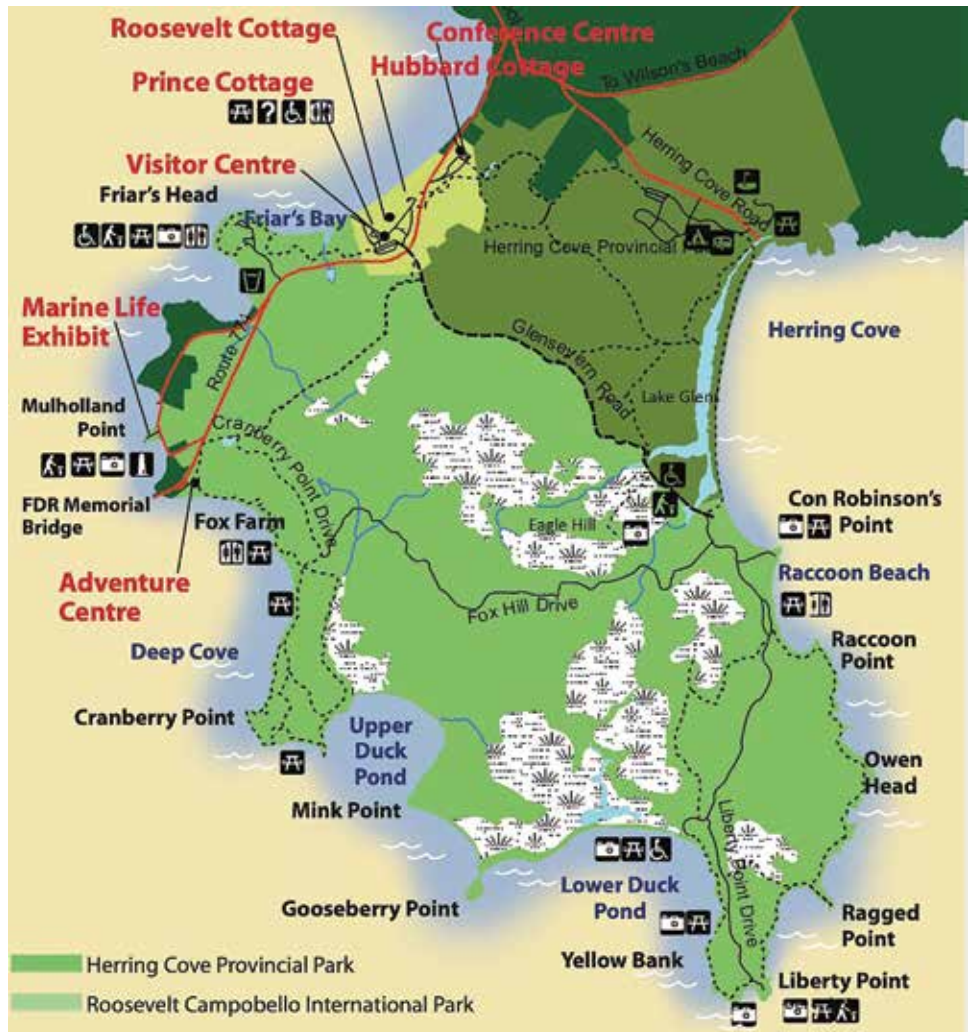 Roosevelt Cottage
Conference Centre
Hubbard Cottage
Prince Cottage
?
To Wilson's Beach
Visitor Centre
Friar's Head
Friar's Bay
Herring Cove Road
Herring Cove Provincial
Marine Life
Exhibit
Route 774
Glensevern Road
Herring Cove
Lake Glen
Mulholland
Point
Cranberry Point Drive
FDR Memorial
Bridge
Fox Farm
Eagle Hill
Con Robinson's
Point
Adventure
Centre
Fox Hill Drive
Raccoon Beach
Deep Cove
Raccoon
Point
Cranberry Point
Upper
Duck
Pond
Owen
Head
Mink Point
Liberty Point Drive
Lower Duck
Pond
Gooseberry Point
Ragged
Point
Yellow Bank
Liberty Point
Herring Cove Provincial Park
Roosevelt Campobello International Park